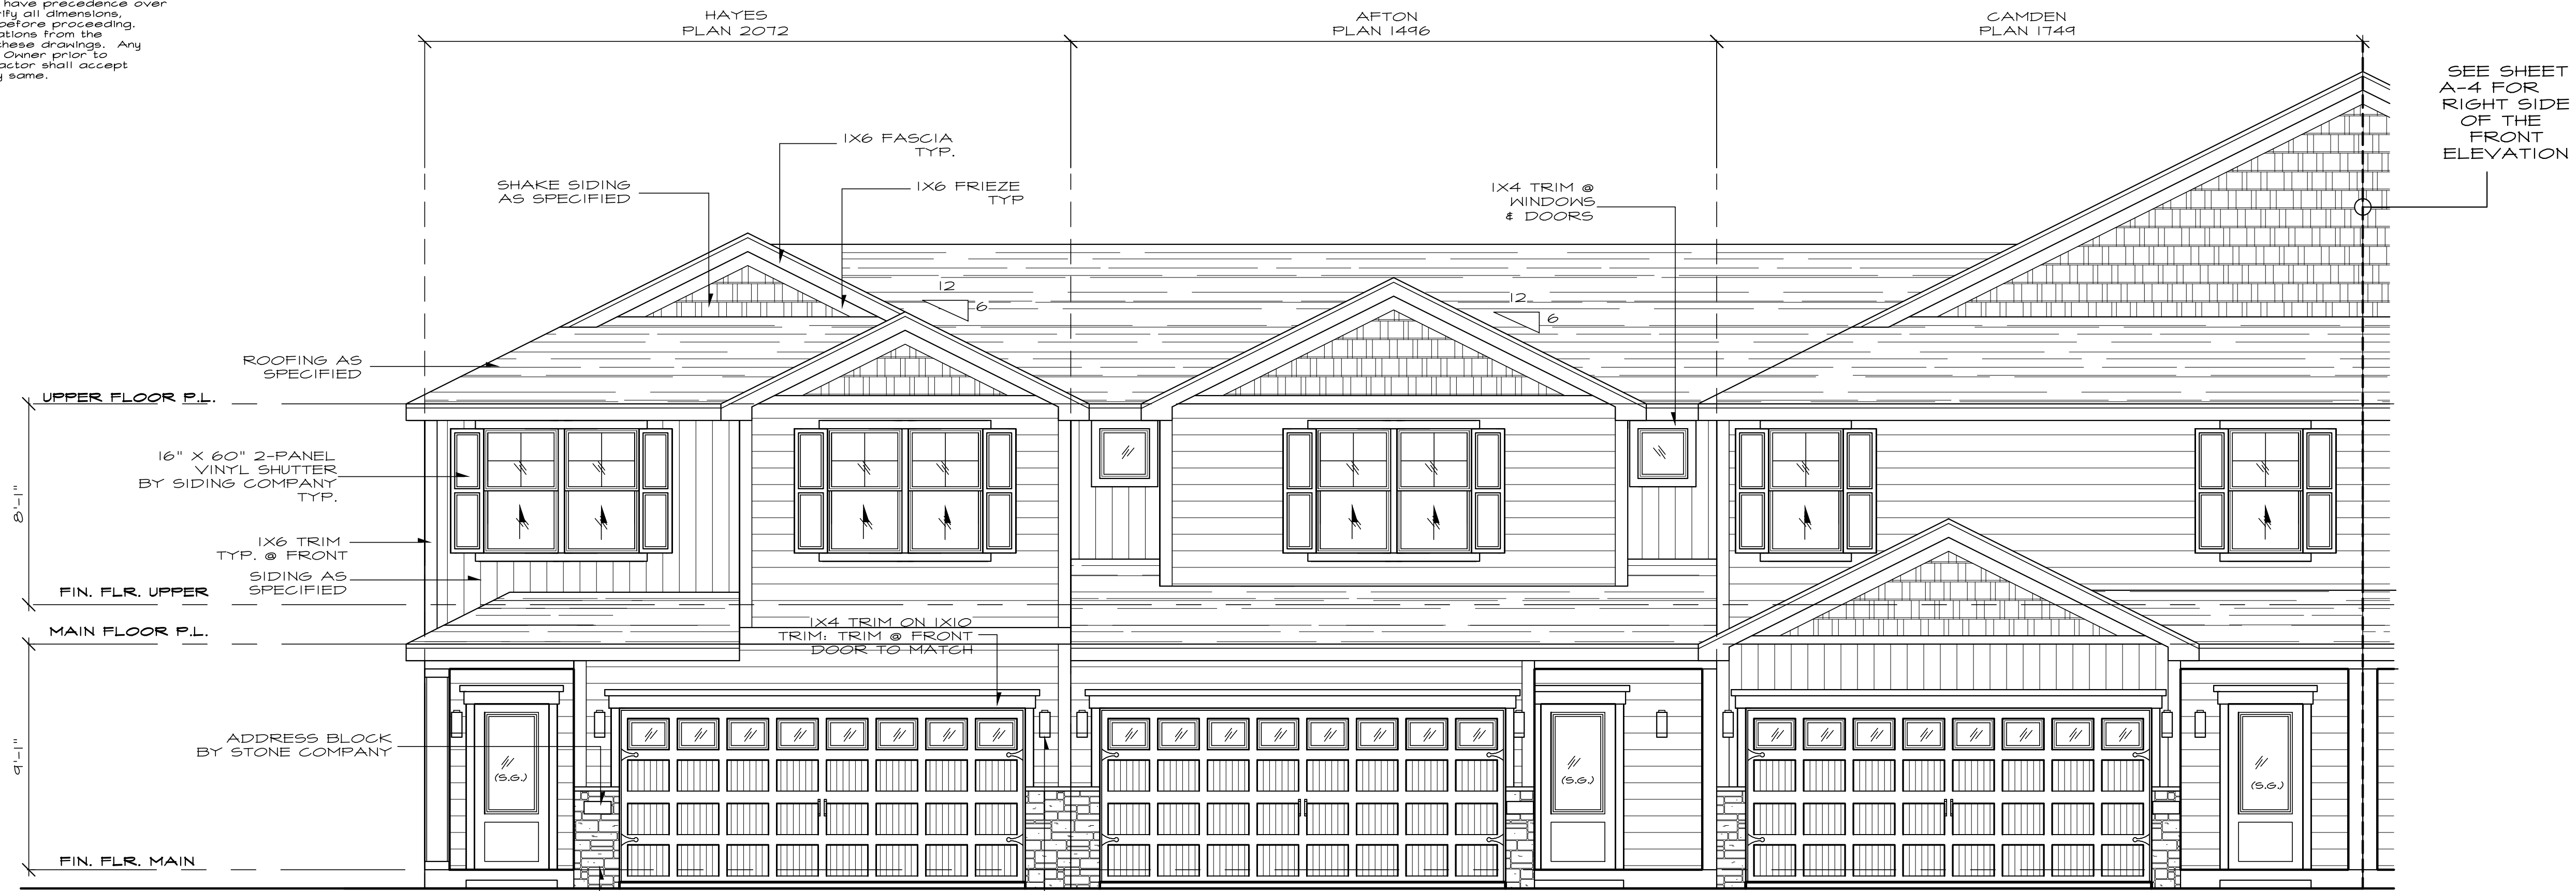 have precedence over
rify all dimensions,
before proceeding.
ations from the
these drawings. Any
Owner prior to
actor shall accept
y same.
HAYES
PLAN 2072
AFTON
PLAN 1496
CAMDEN
PLAN 1749
SEE SHEET
A-4 FOR
RIGHT SIDE
OF THE
FRONT
ELEVATION
1X6 FASCIA
TYP.
SHAKE SIDING
AS SPECIFIED
1X6 FRIEZE
TYP
1X4 TRIM @
WINDOWS
& DOORS
12
6
12
6
ROOFING AS
SPECIFIED
UPPER FLOOR P.L.
16" X 60" 2-PANEL
VINYL SHUTTER
BY SIDING COMPANY
TYP.
8'-1"
1X6 TRIM
TYP. @ FRONT
SIDING AS
SPECIFIED
FIN. FLR. UPPER
MAIN FLOOR P.L.
1X4 TRIM ON 1X10
TRIM: TRIM @ FRONT
DOOR TO MATCH
ADDRESS BLOCK
BY STONE COMPANY
9'-1"
(S.G.)
(S.G.)
(S.G.)
FIN. FLR. MAIN